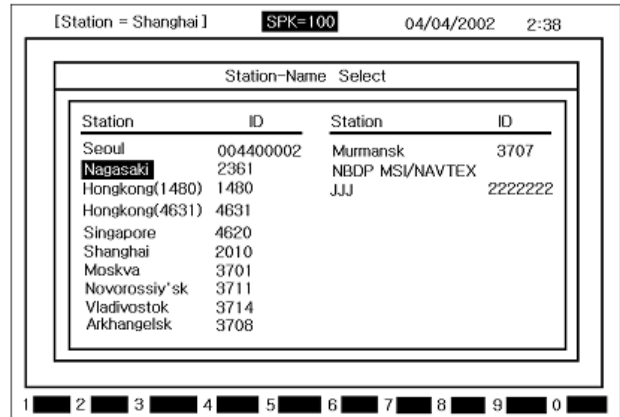 [Station = Shanghai] SPK=100 04/04/2002 2:38
Station-Name Select
Station ID Station ID
Seoul 004400002 Murmansk 3707
Nagasaki 2361 NBDP MSI/NAVTEX
Hongkong(1480) 1480 JJJ 2222222
Hongkong(4631) 4631
Singapore 4620
Shanghai 2010
Moskva 3701
Novorossiy'sk 3711
Vladivostok 3714
Arkhangelsk 3708
1 2 3 4 5 6 7 8 9 0